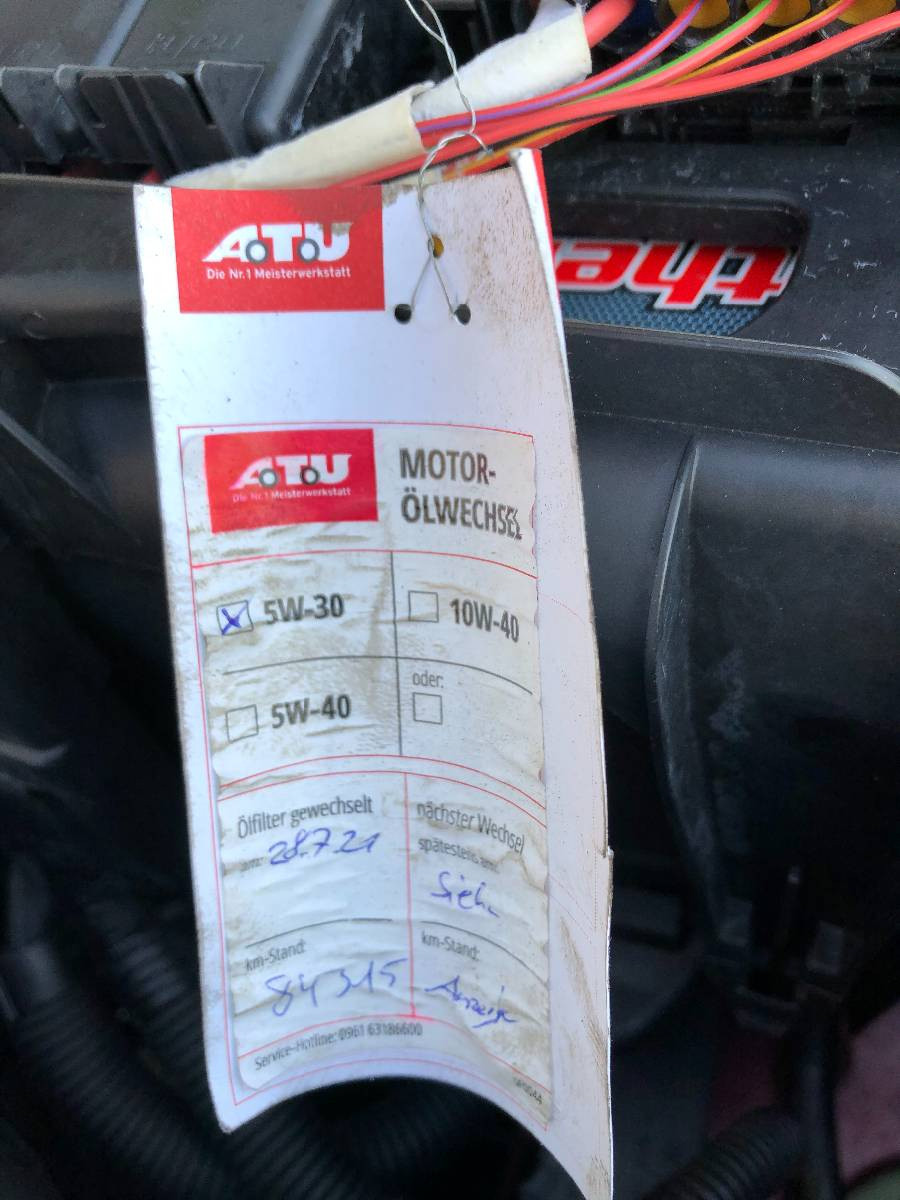 ATU
Die Nr.1 Meisterwerkstatt
the
ATU
Die Nr.1 Meisterwerkstatt
MOTOR-
ÖLWECHSEL
5W-30
10W-40
5W-40
oder:
Ölfilter gewechselt
am: 28.7.21
nächster Wechsel
spätestens am:
Siehe
km-Stand:
84315
km-Stand:
Anzeige
Service-Hotline: 0961 63186600